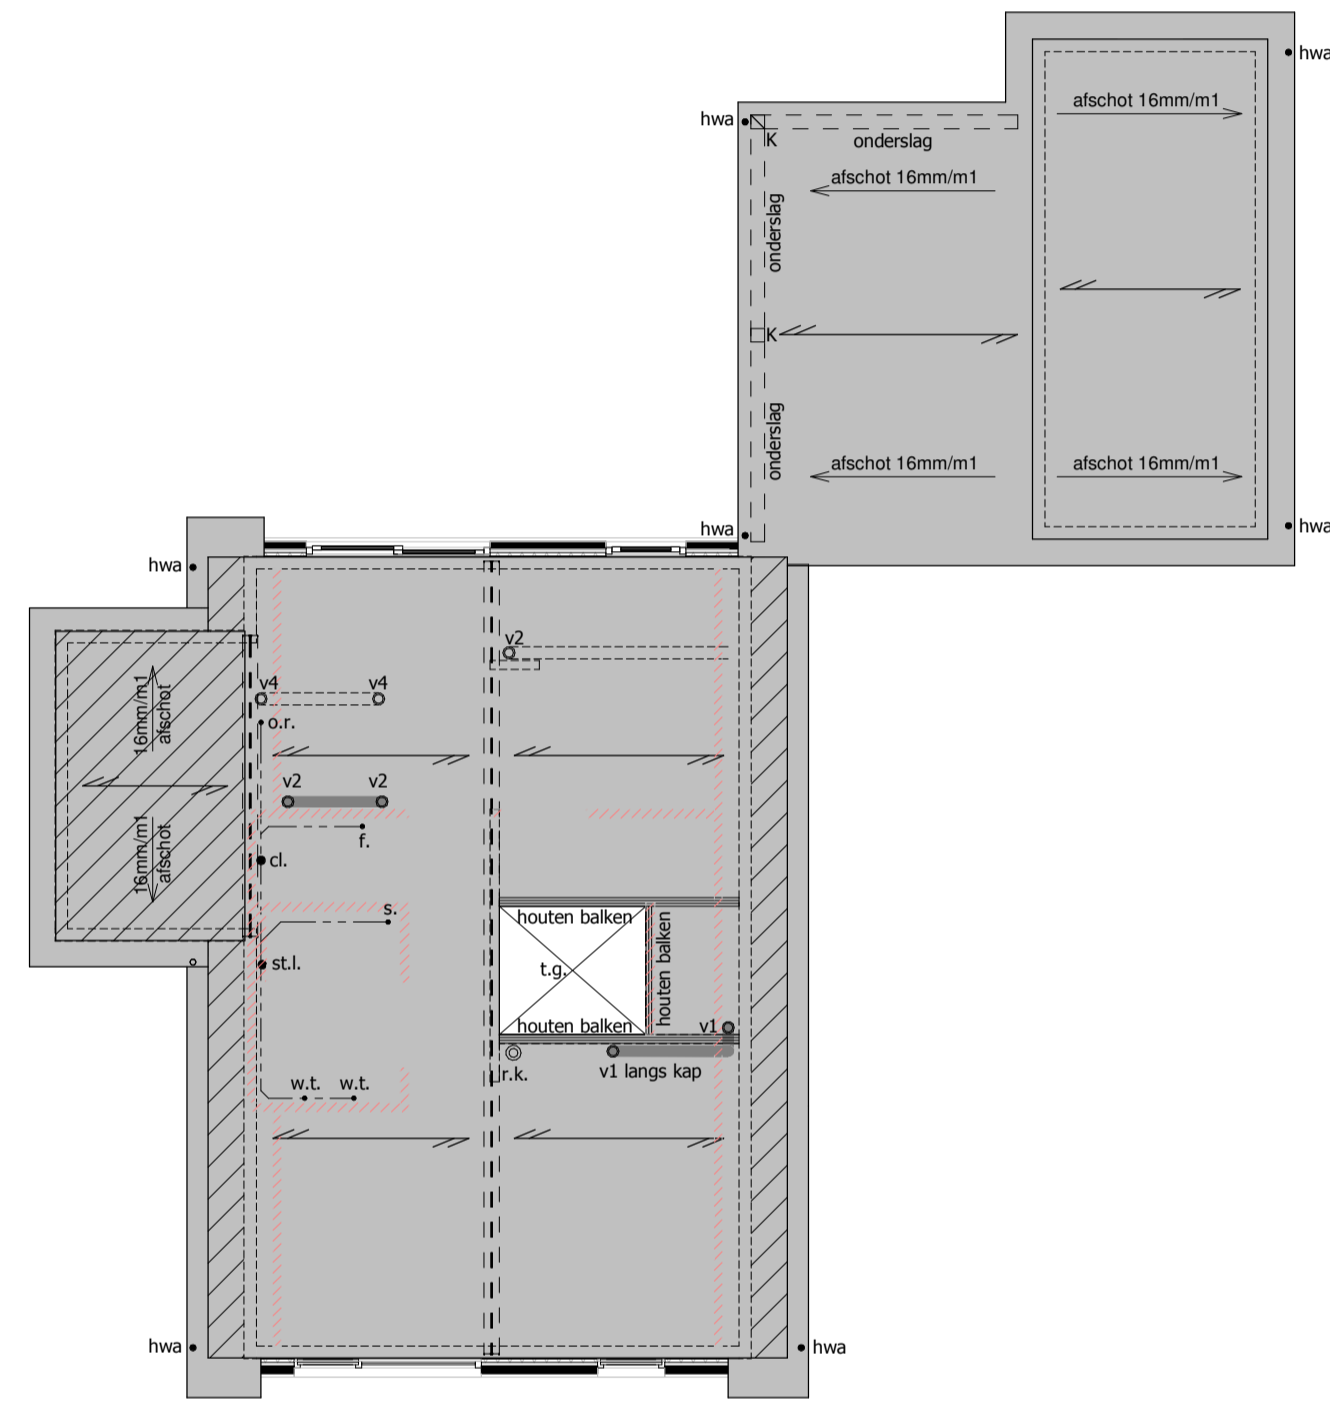 hwa
afschot 16mm/m1
hwa
K
onderslag
afschot 16mm/m1
onderslag
K
onderslag
afschot 16mm/m1
afschot 16mm/m1
hwa
hwa
hwa
v2
v4
v4
16mm/m1
afschot
o.r.
v2
v2
16mm/m1
afschot
f.
cl.
s.
houten balken
houten balken
t.g.
st.l.
houten balken
v1
r.k.
v1 langs kap
w.t.
w.t.
hwa
hwa